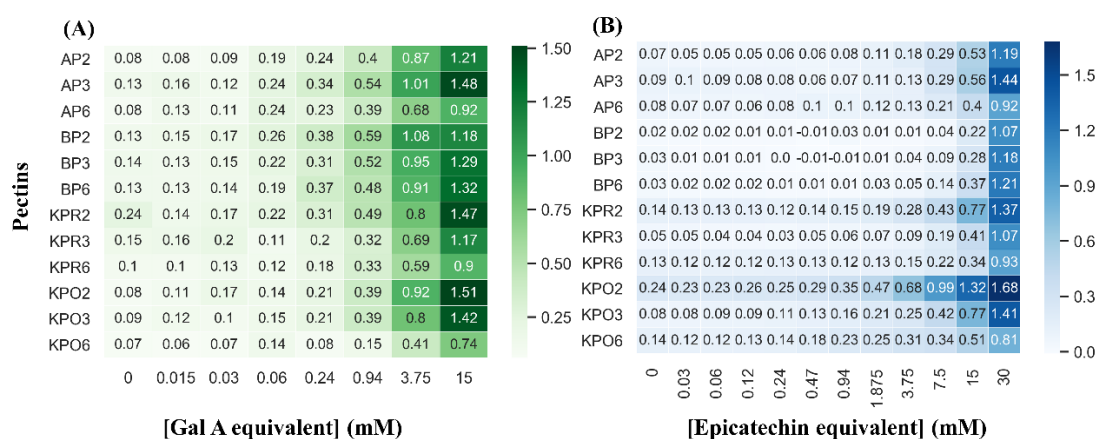 (A)
AP2 0.08 0.08 0.09 0.19 0.24 0.4 0.87 1.21
AP3 0.13 0.16 0.12 0.24 0.34 0.54 1.01 1.48
AP6 0.08 0.13 0.11 0.24 0.23 0.39 0.68 0.92
BP2 0.13 0.15 0.17 0.26 0.38 0.59 1.08 1.18
BP3 0.14 0.13 0.15 0.22 0.31 0.52 0.95 1.29
BP6 0.13 0.13 0.14 0.19 0.37 0.48 0.91 1.32
KPR2 0.24 0.14 0.17 0.22 0.31 0.49 0.8 1.47
KPR3 0.15 0.16 0.2 0.11 0.2 0.32 0.69 1.17
KPR6 0.1 0.1 0.13 0.12 0.18 0.33 0.59 0.9
KPO2 0.08 0.11 0.17 0.14 0.21 0.39 0.92 1.51
KPO3 0.09 0.12 0.1 0.15 0.21 0.39 0.8 1.42
KPO6 0.07 0.06 0.07 0.14 0.08 0.15 0.41 0.74
0 0.015 0.03 0.06 0.24 0.94 3.75 15
Pectins
[Gal A equivalent] (mM)
1.50
1.25
1.00
0.75
0.50
0.25
(B)
AP2 0.07 0.05 0.05 0.05 0.06 0.06 0.08 0.11 0.18 0.29 0.53 1.19
AP3 0.09 0.1 0.09 0.08 0.08 0.06 0.07 0.11 0.13 0.29 0.56 1.44
AP6 0.08 0.07 0.07 0.06 0.08 0.1 0.1 0.12 0.13 0.21 0.4 0.92
BP2 0.02 0.02 0.01 0.02 0.01 -0.01 0.03 0.01 0.01 0.04 0.22 1.07
BP3 0.03 0.01 0.01 0.01 0.0 -0.01 -0.01 0.01 0.04 0.09 0.28 1.18
BP6 0.03 0.02 0.02 0.02 0.01 0.01 0.01 0.03 0.05 0.14 0.37 1.21
KPR2 0.14 0.13 0.13 0.13 0.12 0.14 0.15 0.19 0.28 0.43 0.77 1.37
KPR3 0.05 0.05 0.04 0.04 0.04 0.03 0.05 0.06 0.07 0.09 0.19 0.41 1.07
KPR6 0.13 0.12 0.12 0.12 0.13 0.12 0.13 0.12 0.15 0.22 0.34 0.93
KPO2 0.24 0.23 0.23 0.26 0.25 0.29 0.35 0.47 0.68 0.99 1.32 1.68
KPO3 0.08 0.08 0.09 0.09 0.11 0.13 0.16 0.21 0.25 0.42 0.77 1.41
KPO6 0.14 0.12 0.12 0.13 0.14 0.18 0.23 0.25 0.31 0.34 0.51 0.81
0 0.03 0.06 0.12 0.24 0.47 0.94 1.875 3.75 7.5 15 30
[Epicatechin equivalent] (mM)
1.5
1.2
0.9
0.6
0.3
0.0